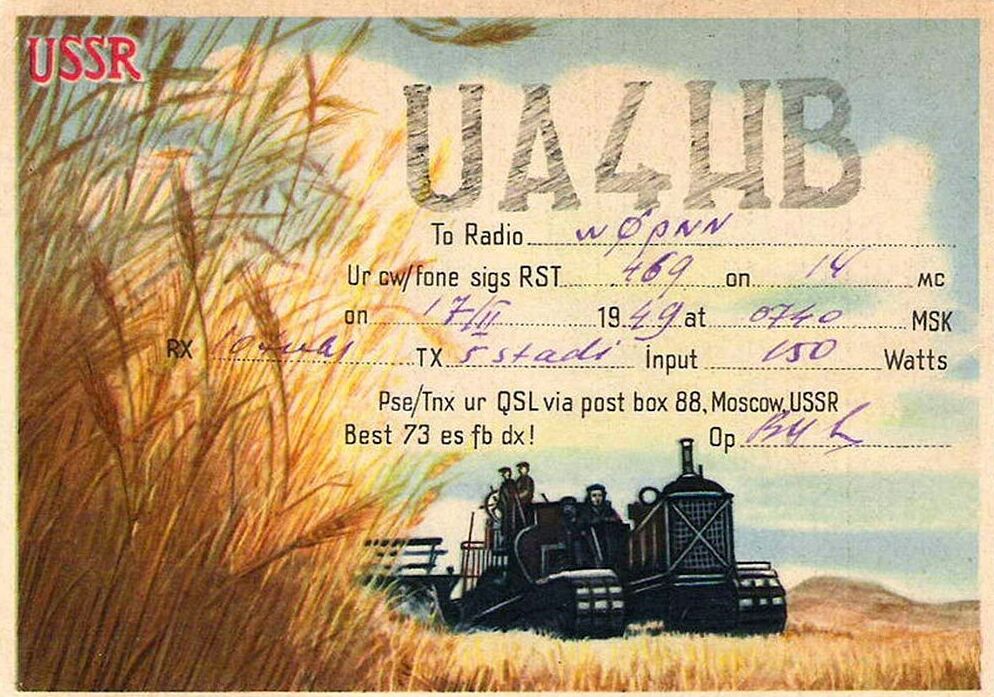 USSR
UA4HB
To Radio WØPNN
Ur cw/fone sigs RST 469 on 14 MC
on 17/II 1949 at 0740 MSK
RX TX 5 stadi Input 150 Watts
Pse/Tnx ur QSL via post box 88, Moscow, USSR
Best 73 es fb dx! Op